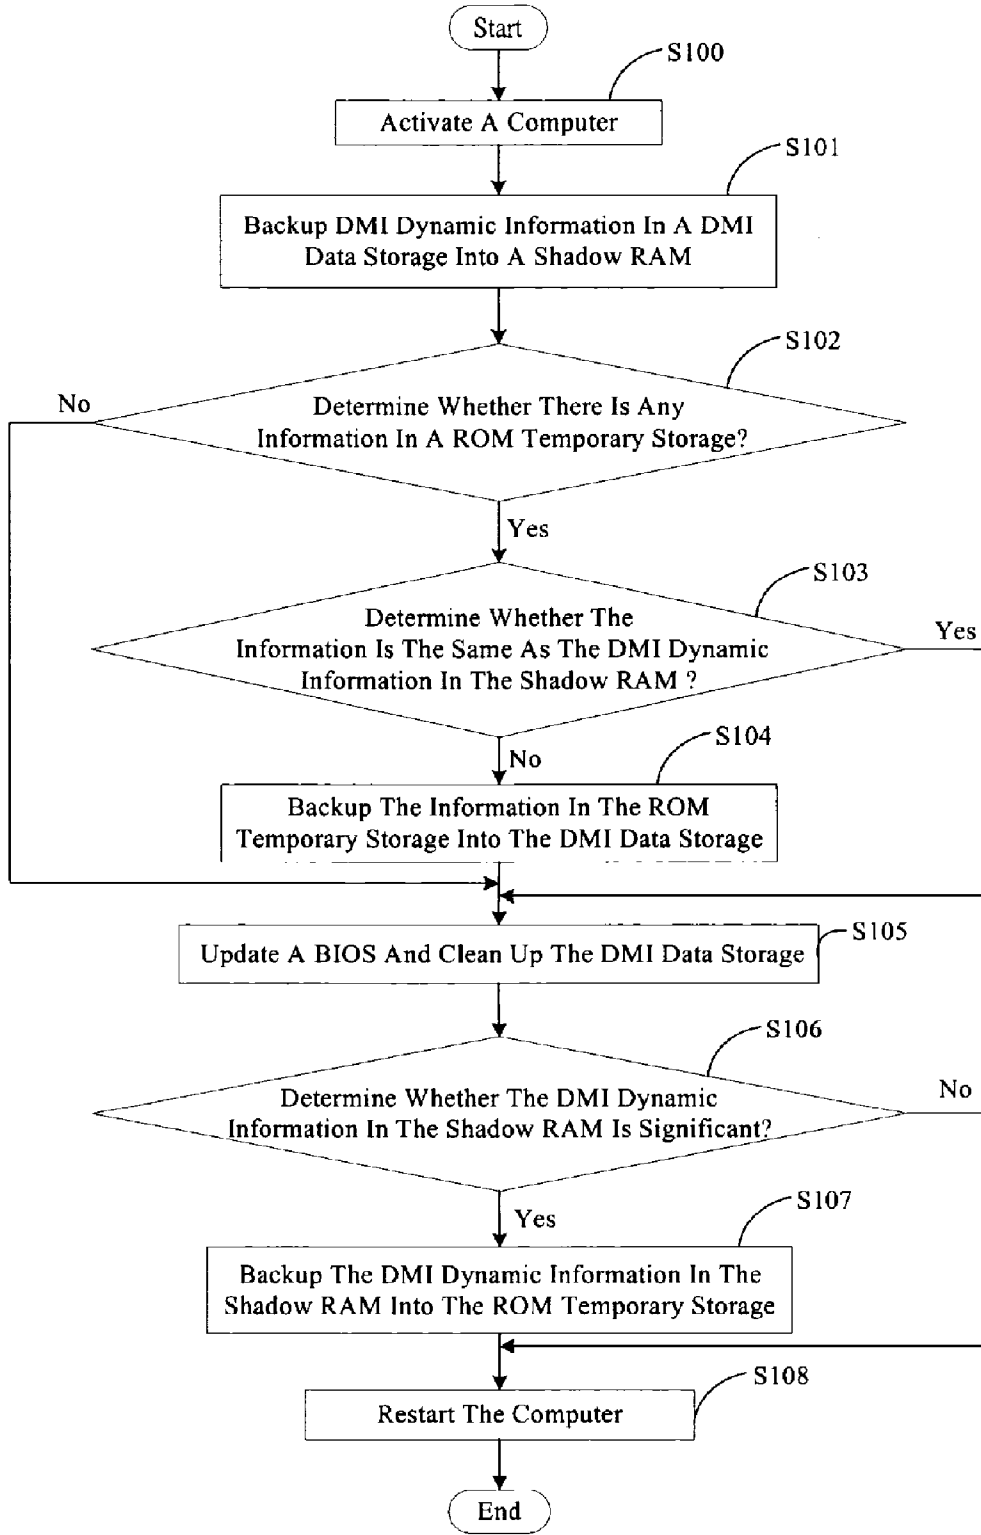 Start
S100
Activate A Computer
S101
Backup DMI Dynamic Information In A DMI
Data Storage Into A Shadow RAM
S102
No
Determine Whether There Is Any
Information In A ROM Temporary Storage?
Yes
S103
Determine Whether The
Information Is The Same As The DMI Dynamic
Information In The Shadow RAM ?
Yes
No
S104
Backup The Information In The ROM
Temporary Storage Into The DMI Data Storage
S105
Update A BIOS And Clean Up The DMI Data Storage
S106
Determine Whether The DMI Dynamic
Information In The Shadow RAM Is Significant?
No
Yes
S107
Backup The DMI Dynamic Information In The
Shadow RAM Into The ROM Temporary Storage
S108
Restart The Computer
End